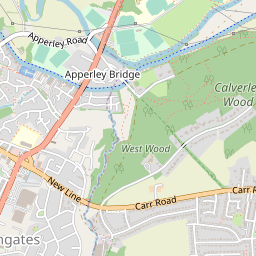 Apperley Road
Apperley Bridge
Calverle
Wood
West Wood
New Line
Carr Road
Carr R
ngates